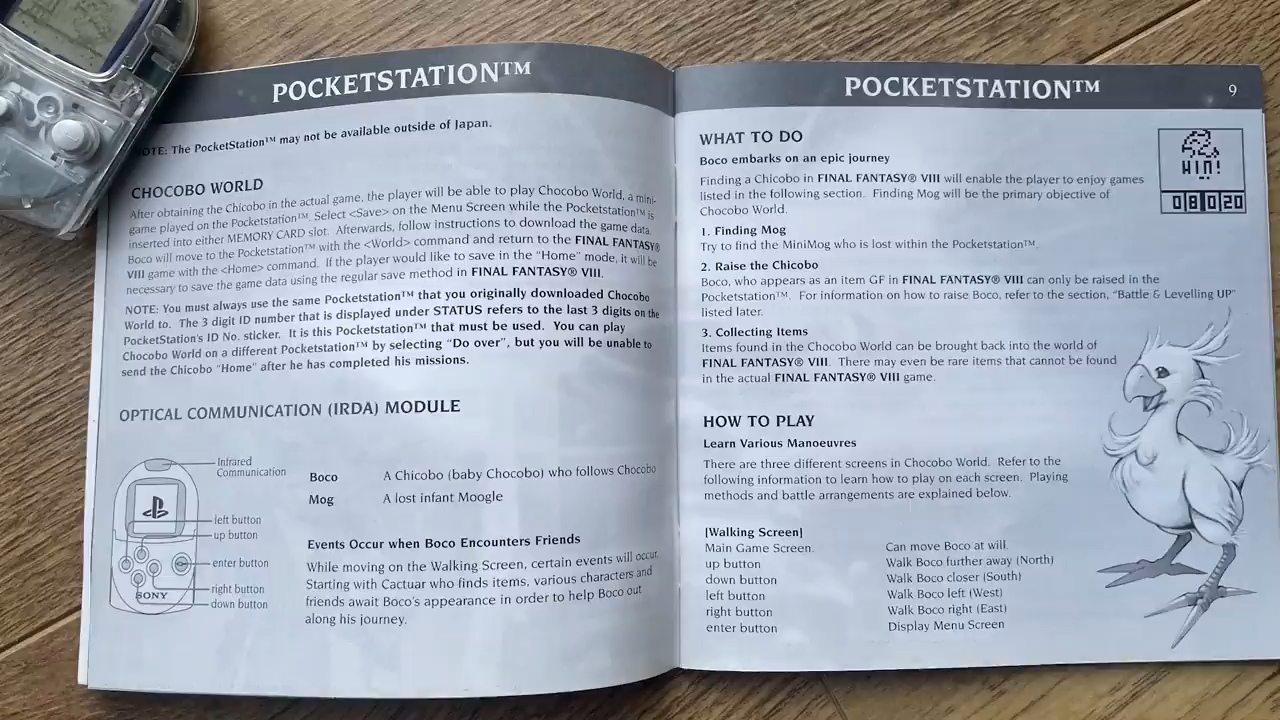 POCKETSTATION™
NOTE: The PocketStation™ may not be available outside of Japan.
CHOCOBO WORLD
After obtaining the Chicobo in the actual game, the player will be able to play Chocobo World, a mini-
game played on the Pocketstation™. Select <Save> on the Menu Screen while the Pocketstation™ is
inserted into either MEMORY CARD slot. Afterwards, follow instructions to download the game data.
Boco will move to the Pocketstation™ with the <World> command and return to the FINAL FANTASY®
VIII game with the <Home> command. If the player would like to save in the “Home” mode, it will be
necessary to save the game data using the regular save method in FINAL FANTASY® VIII.
NOTE: You must always use the same Pocketstation™ that you originally downloaded Chocobo
World to. The 3 digit ID number that is displayed under STATUS refers to the last 3 digits on the
PocketStation’s ID No. sticker. It is this Pocketstation™ that must be used. You can play
Chocobo World on a different Pocketstation™ by selecting “Do over”, but you will be unable to
send the Chicobo “Home” after he has completed his missions.
OPTICAL COMMUNICATION (IRDA) MODULE
Infrared
Communication
left button
up button
enter button
right button
down button
SONY
Boco A Chicobo (baby Chocobo) who follows Chocobo
Mog A lost infant Moogle
Events Occur when Boco Encounters Friends
While moving on the Walking Screen, certain events will occur.
Starting with Cactuar who finds items, various characters and
friends await Boco’s appearance in order to help Boco out
along his journey.
POCKETSTATION™
9
WHAT TO DO
Boco embarks on an epic journey
Finding a Chicobo in FINAL FANTASY® VIII will enable the player to enjoy games
listed in the following section. Finding Mog will be the primary objective of
Chocobo World.
WIN!
0 8 0 20
1. Finding Mog
Try to find the MiniMog who is lost within the Pocketstation™.
2. Raise the Chicobo
Boco, who appears as an item GF in FINAL FANTASY® VIII can only be raised in the
Pocketstation™. For information on how to raise Boco, refer to the section, “Battle & Levelling UP”
listed later.
3. Collecting Items
Items found in the Chocobo World can be brought back into the world of
FINAL FANTASY® VIII. There may even be rare items that cannot be found
in the actual FINAL FANTASY® VIII game.
HOW TO PLAY
Learn Various Manoeuvres
There are three different screens in Chocobo World. Refer to the
following information to learn how to play on each screen. Playing
methods and battle arrangements are explained below.
[Walking Screen]
Main Game Screen. Can move Boco at will.
up button Walk Boco further away (North)
down button Walk Boco closer (South)
left button Walk Boco left (West)
right button Walk Boco right (East)
enter button Display Menu Screen